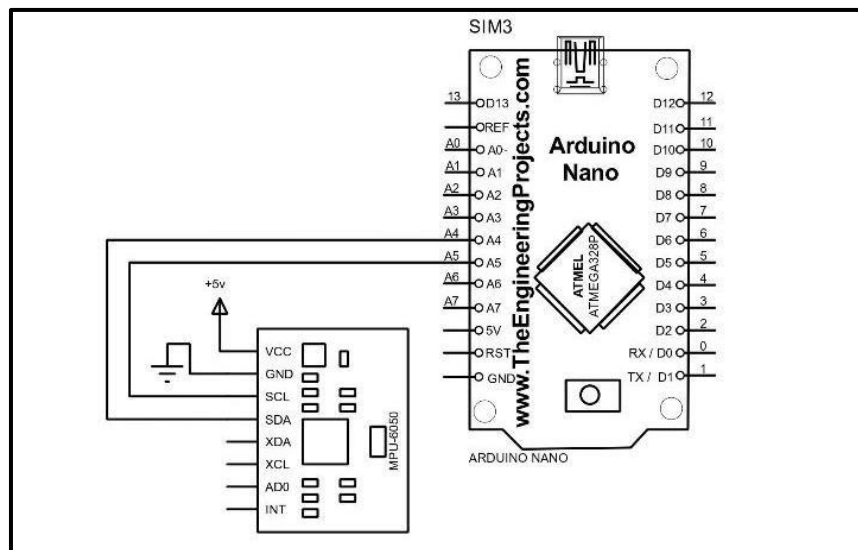 SIM3
www.TheEngineeringProjects.com
Arduino
Nano
ATMEL
ATMEGA328P
13 D13
REF
A0 A0-
A1 A1
A2 A2
A3 A3
A4 A4
A5 A5
A6 A6
A7 A7
5V
RST
GND
D12 12
D11 11
D10 10
D9 9
D8 8
D7 7
D6 6
D5 5
D4 4
D3 3
D2 2
RX / D0 0
TX / D1 1
ARDUINO NANO
+5v
VCC
GND
SCL
SDA
XDA
XCL
AD0
INT
MPU-6050